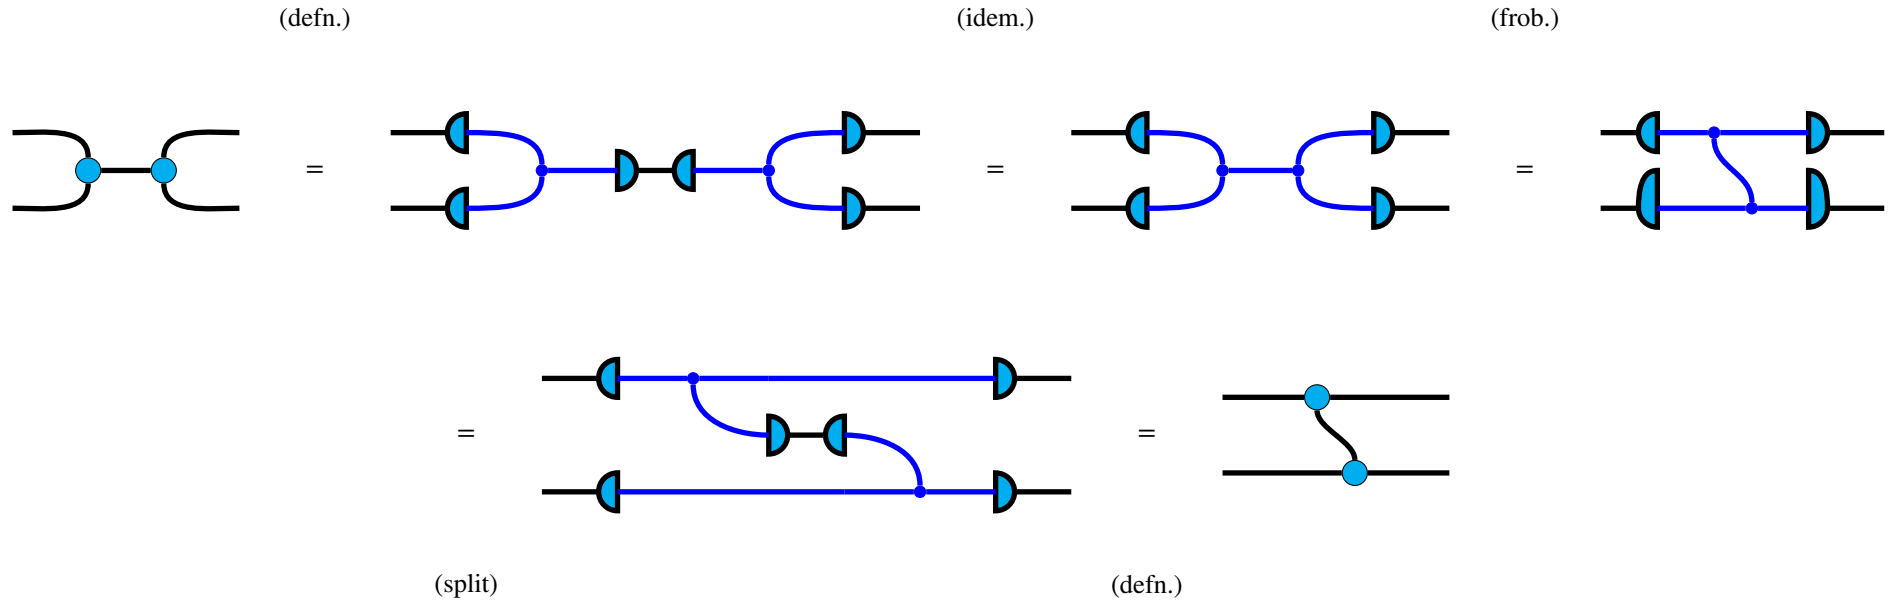 (defn.) (idem.) (frob.)
= = =
= =
(split) (defn.)